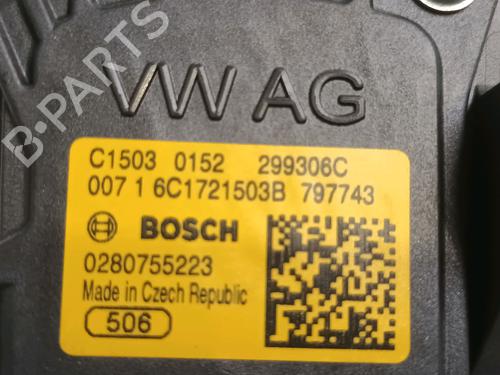 B-PARTS
VW AG
C1503 0152 299306C
007 1 6C1721503B 797743
BOSCH
0280755223
Made in Czech Republic
506